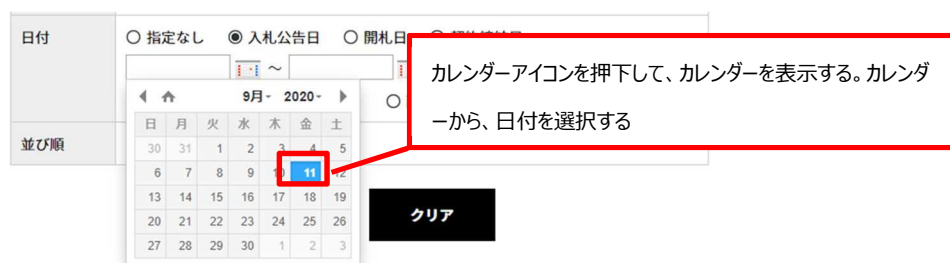 日付
指定なし 入札公告日 開札日
～
カレンダーアイコンを押下して、カレンダーを表示する。カレンダ
ーから、日付を選択する
9月 2020
日 月 火 水 木 金 土
30 31 1 2 3 4 5
6 7 8 9 10 11 12
13 14 15 16 17 18 19
20 21 22 23 24 25 26
27 28 29 30 1 2 3
並び順
クリア